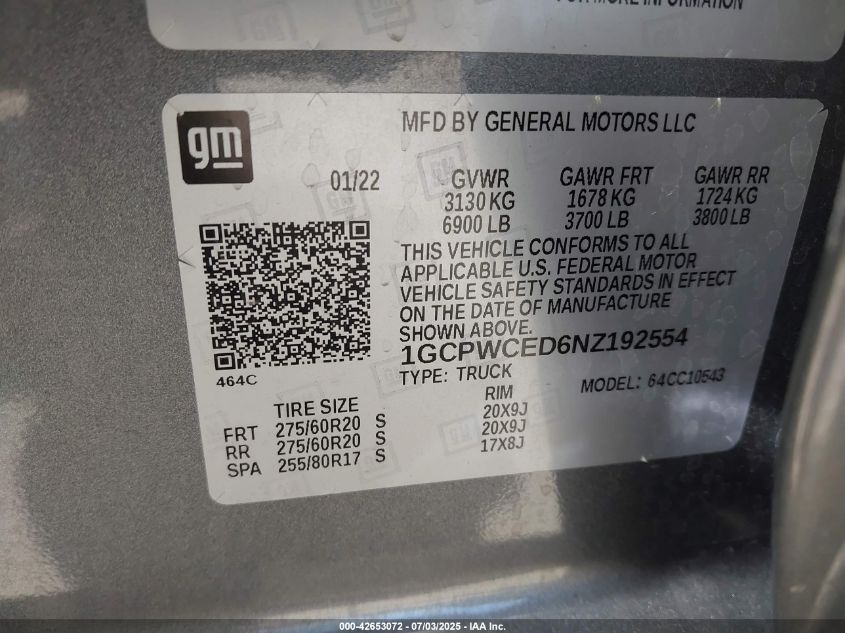 FOR MORE INFORMATION
gm
MFD BY GENERAL MOTORS LLC
01/22
GVWR GAWR FRT GAWR RR
3130 KG 1678 KG 1724 KG
6900 LB 3700 LB 3800 LB
THIS VEHICLE CONFORMS TO ALL
APPLICABLE U.S. FEDERAL MOTOR
VEHICLE SAFETY STANDARDS IN EFFECT
ON THE DATE OF MANUFACTURE
SHOWN ABOVE.
1GCPWCED6NZ192554
464C
TYPE: TRUCK MODEL: 64CC10543
TIRE SIZE RIM
FRT 275/60R20 S 20X9J
RR 275/60R20 S 20X9J
SPA 255/80R17 S 17X8J
000-42653072 - 07/03/2025 - IAA Inc.